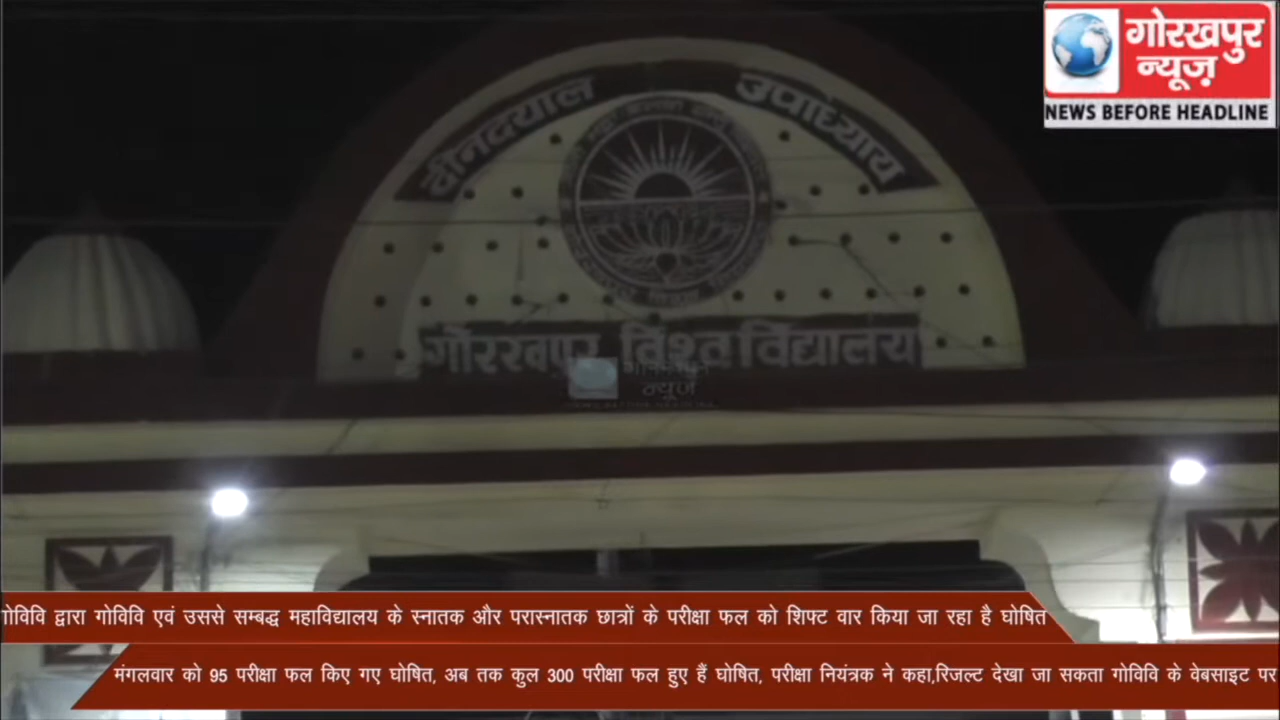 गोरखपुर
न्यूज़
NEWS BEFORE HEADLINE
दीनदयाल उपाध्याय
गोरखपुर विश्वविद्यालय
न्यूज़
गोविवि द्वारा गोविवि एवं उससे सम्बद्ध महाविद्यालय के स्नातक और परास्नातक छात्रों के परीक्षा फल को शिफ्ट वार किया जा रहा है घोषित
मंगलवार को 95 परीक्षा फल किए गए घोषित, अब तक कुल 300 परीक्षा फल हुए हैं घोषित, परीक्षा नियंत्रक ने कहा,रिजल्ट देखा जा सकता गोविवि के वेबसाइट पर